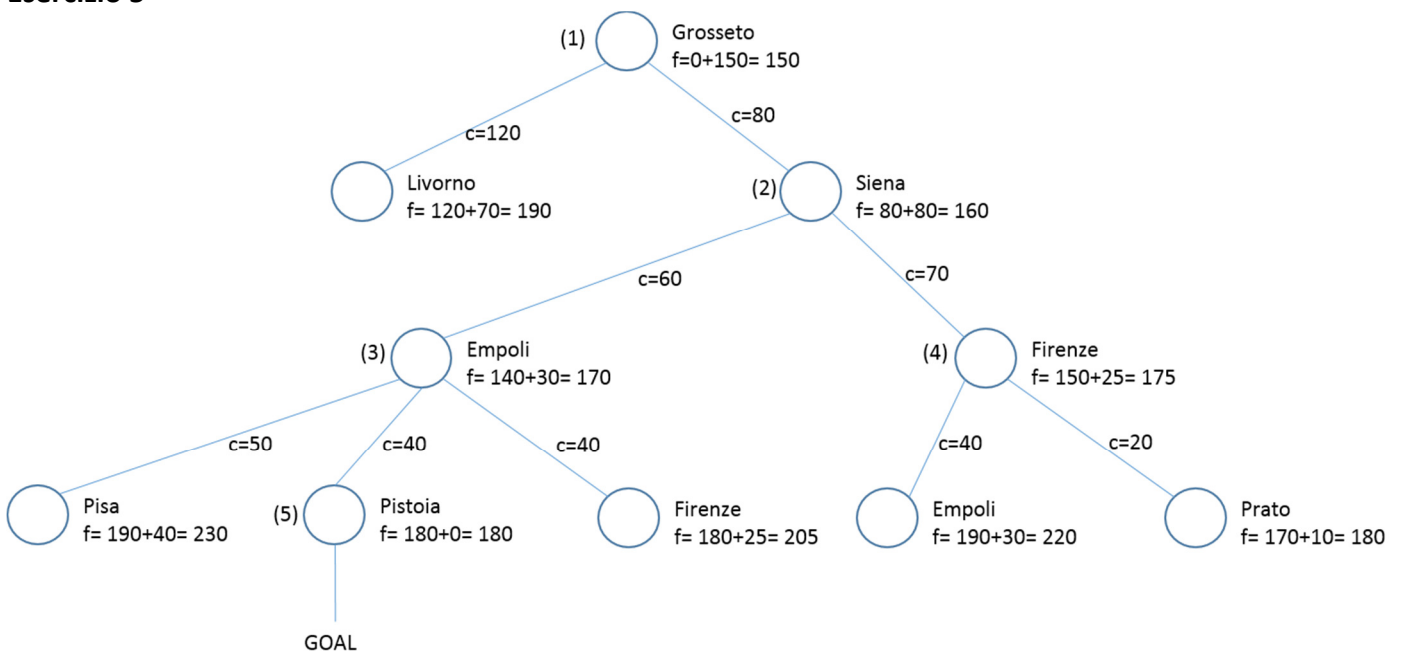 Esercizio 3
(1)
Grosseto
f=0+150= 150
c=120
c=80
Livorno
f= 120+70= 190
(2)
Siena
f= 80+80= 160
c=60
c=70
(3)
Empoli
f= 140+30= 170
(4)
Firenze
f= 150+25= 175
c=50
c=40
c=40
c=40
c=20
Pisa
f= 190+40= 230
(5)
Pistoia
f= 180+0= 180
Firenze
f= 180+25= 205
Empoli
f= 190+30= 220
Prato
f= 170+10= 180
GOAL